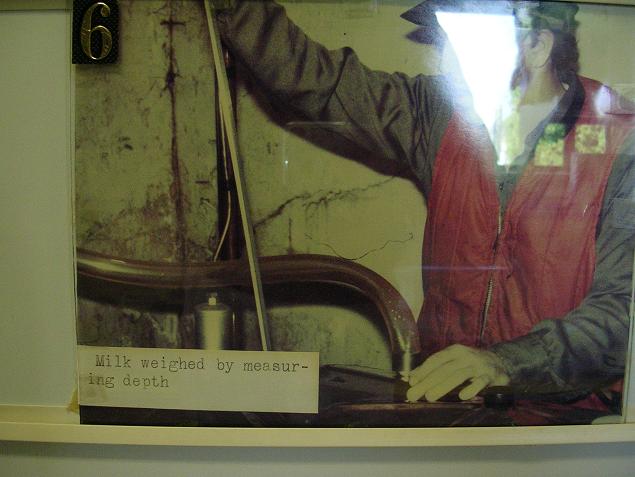 6
Milk weighed by measur-
ing depth